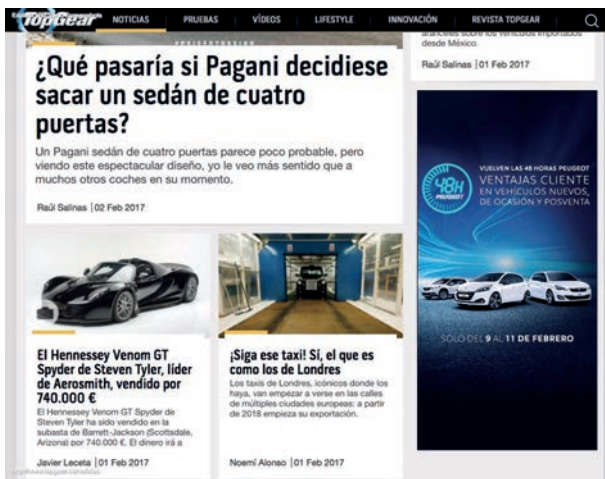 TopGear
NOTICIAS
PRUEBAS
VÍDEOS
LIFESTYLE
INNOVACIÓN
REVISTA TOPGEAR
¿Qué pasaría si Pagani decidiese
sacar un sedán de cuatro
puertas?
Un Pagani sedán de cuatro puertas parece poco probable, pero
viendo este espectacular diseño, yo le veo más sentido que a
muchos otros coches en su momento.
Raúl Salinas | 02 Feb 2017
El Hennessey Venom GT
Spyder de Steven Tyler, líder
de Aerosmith, vendido por
740.000 €
El Hennessey Venom GT Spyder de
Steven Tyler ha sido vendido en la
subasta de Barrett-Jackson (Scottsdale,
Arizona) por 740.000 €. El dinero irá a
Javier Leceta | 01 Feb 2017
¡Siga ese taxi! Sí, el que es
como los de Londres
Los taxis de Londres, icónicos donde los
haya, van empezar a verse en las calles
de múltiples ciudades europeas: a partir
de 2018 empieza su exportación.
Noemí Alonso | 01 Feb 2017
aranceles sobre los vehículos importados
desde México.
Raúl Salinas | 01 Feb 2017
48H
PEUGEOT
VUELVEN LAS 48 HORAS PEUGEOT
VENTAJAS CLIENTE
EN VEHÍCULOS NUEVOS,
DE OCASIÓN Y POSVENTA
SOLO DEL 9 AL 11 DE FEBRERO